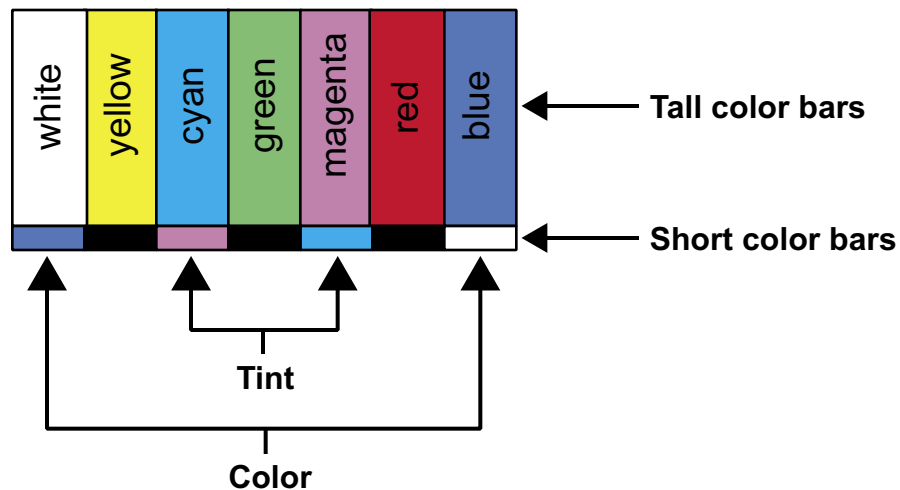 white
yellow
cyan
green
magenta
red
blue
Tall color bars
Short color bars
Tint
Color